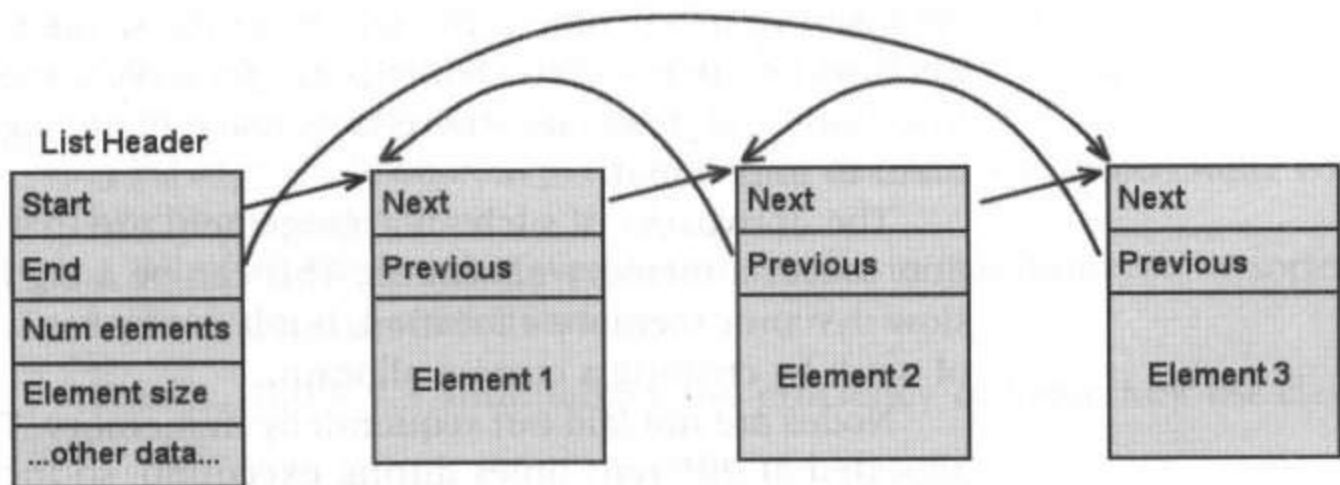 List Header
Start
End
Num elements
Element size
...other data...
Next
Previous
Element 1
Next
Previous
Element 2
Next
Previous
Element 3